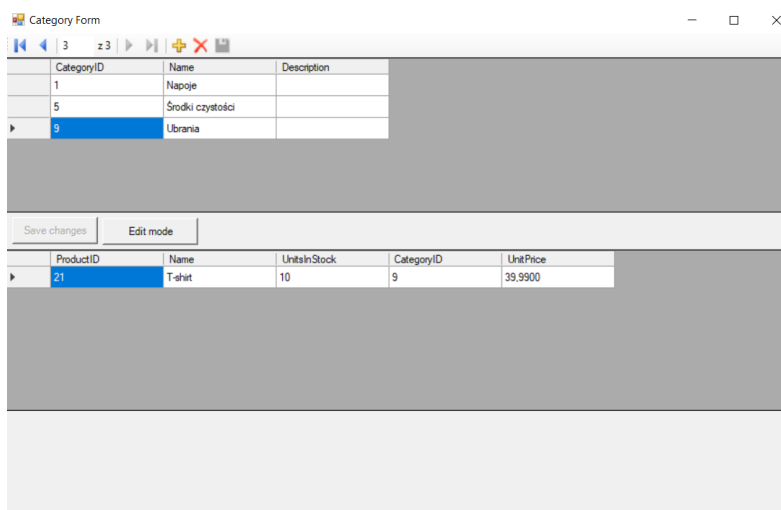 Category Form
3 z 3
CategoryID Name Description
1 Napoje
5 Środki czystości
9 Ubrania
Save changes Edit mode
ProductID Name UnitsInStock CategoryID UnitPrice
21 T-shirt 10 9 39,9900